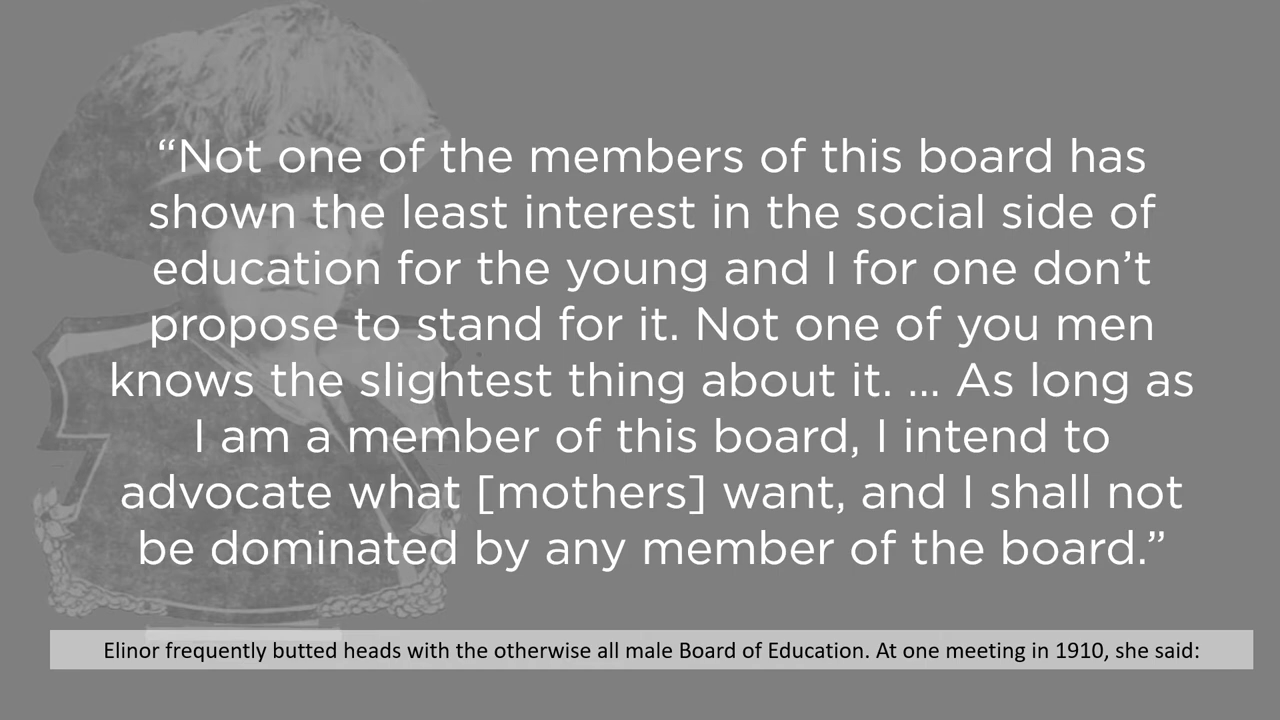 “Not one of the members of this board has
shown the least interest in the social side of
education for the young and I for one don’t
propose to stand for it. Not one of you men
knows the slightest thing about it. ... As long as
I am a member of this board, I intend to
advocate what [mothers] want, and I shall not
be dominated by any member of the board.”
Elinor frequently butted heads with the otherwise all male Board of Education. At one meeting in 1910, she said: